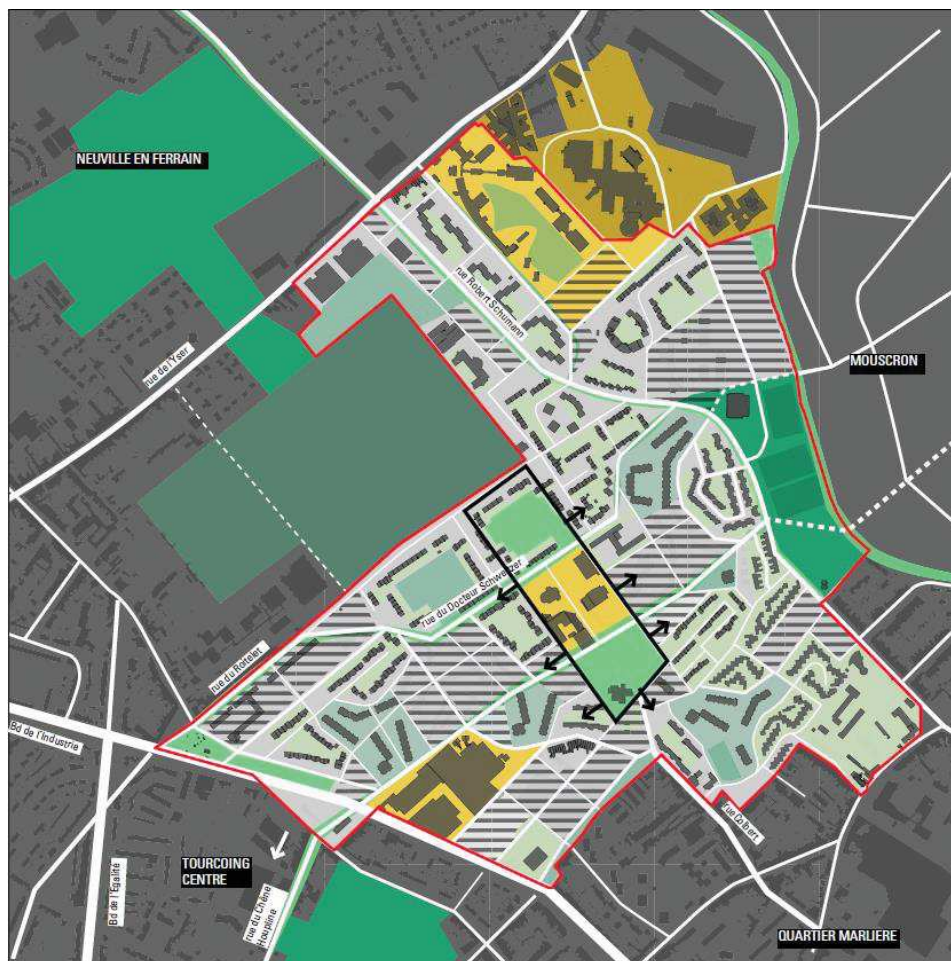 NEUVILLE EN FERRAIN
rue Robert Schumann
rue de l'Yser
MOUSCRON
rue du Docteur Schweitzer
rue du Roitelet
Bd de l'Industrie
rue Colbert
TOURCOING
CENTRE
Bd de l'Egalité
rue du Chêne
Houpline
QUARTIER MARLIERE